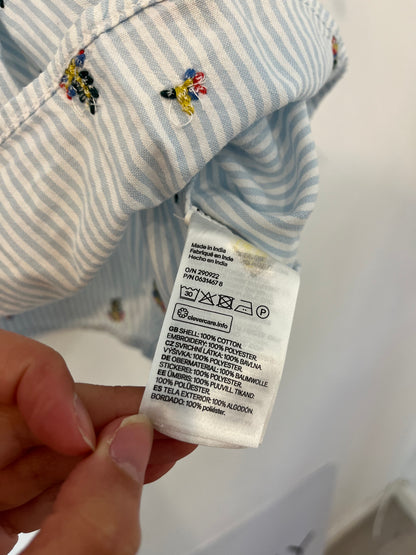 Made in India
Fabriqué en Inde
Hecho en India
O/N 290922
P/N 0631467 8
30 P
clevercare.info
GB SHELL: 100% COTTON.
EMBROIDERY: 100% POLYESTER.
CZ SVRCHNÍ LÁTKA: 100% BAVLNA.
VÝŠIVKA: 100% POLYESTER.
DE OBERMATERIAL: 100% BAUMWOLLE
STICKEREI: 100% POLYESTER.
EE ÜMBRIS: 100% PUUVILL TIKAND:
100% POLÜESTER.
ES TELA EXTERIOR: 100% ALGODÓN.
BORDADO: 100% poliéster.